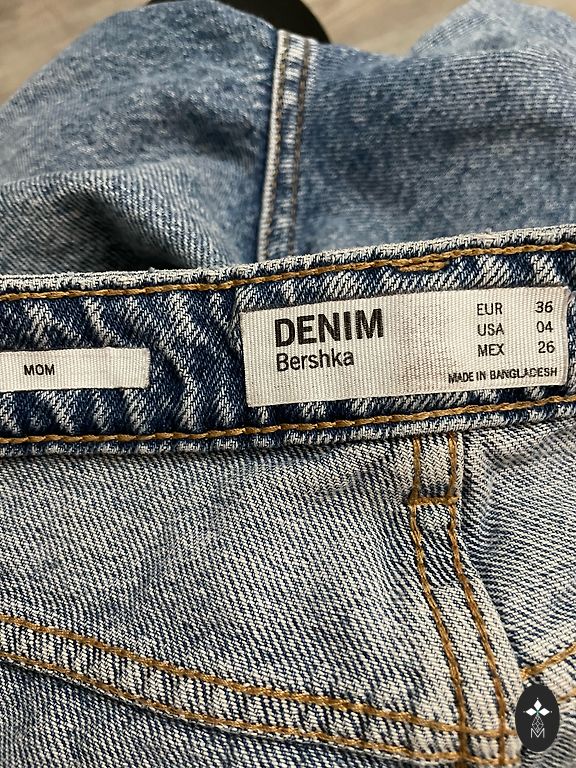 MOM
DENIM
Bershka
EUR 36
USA 04
MEX 26
MADE IN BANGLADESH
M